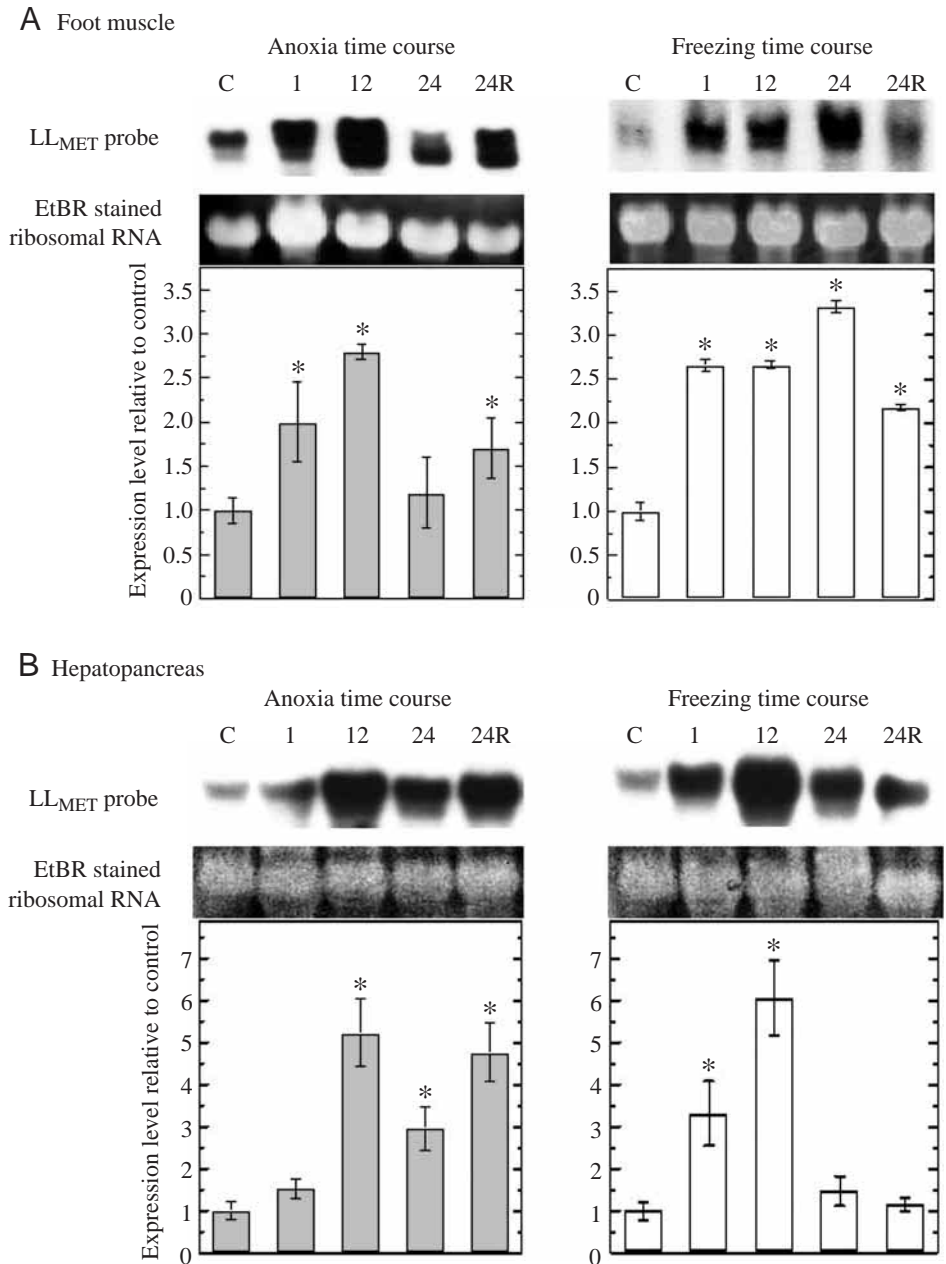 A Foot muscle
Anoxia time course
Freezing time course
C 1 12 24 24R
C 1 12 24 24R
LLMET probe
EtBR stained
ribosomal RNA
Expression level relative to control
3.5
3.0
2.5
2.0
1.5
1.0
0.5
0
* * *
3.5
3.0
2.5
2.0
1.5
1.0
0.5
0
* * * *
B Hepatopancreas
Anoxia time course
Freezing time course
C 1 12 24 24R
C 1 12 24 24R
LLMET probe
EtBR stained
ribosomal RNA
Expression level relative to control
7
6
5
4
3
2
1
0
* * *
7
6
5
4
3
2
1
0
* *